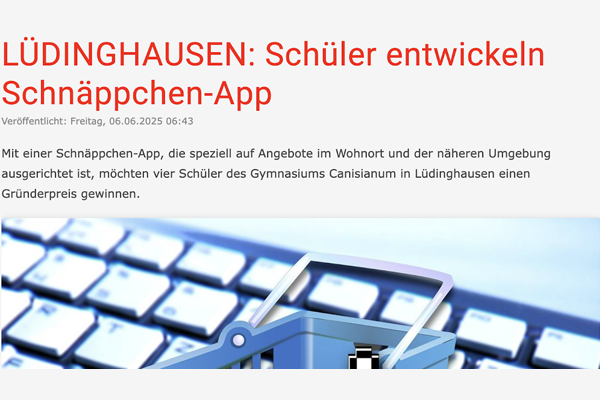 LÜDINGHAUSEN: Schüler entwickeln
Schnäppchen-App
Veröffentlicht: Freitag, 06.06.2025 06:43
Mit einer Schnäppchen-App, die speziell auf Angebote im Wohnort und der näheren Umgebung
ausgerichtet ist, möchten vier Schüler des Gymnasiums Canisianum in Lüdinghausen einen
Gründerpreis gewinnen.